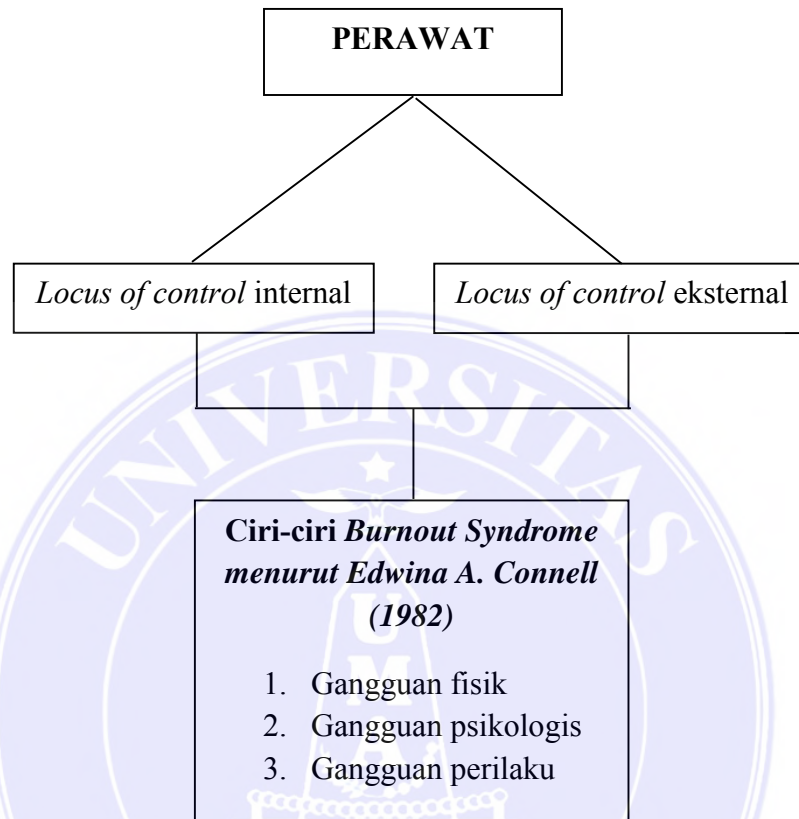 PERAWAT
Locus of control internal
Locus of control eksternal
UNIVERSITAS
Ciri-ciri Burnout Syndrome
menurut Edwina A. Connell
(1982)
U
M
A
1. Gangguan fisik
2. Gangguan psikologis
3. Gangguan perilaku